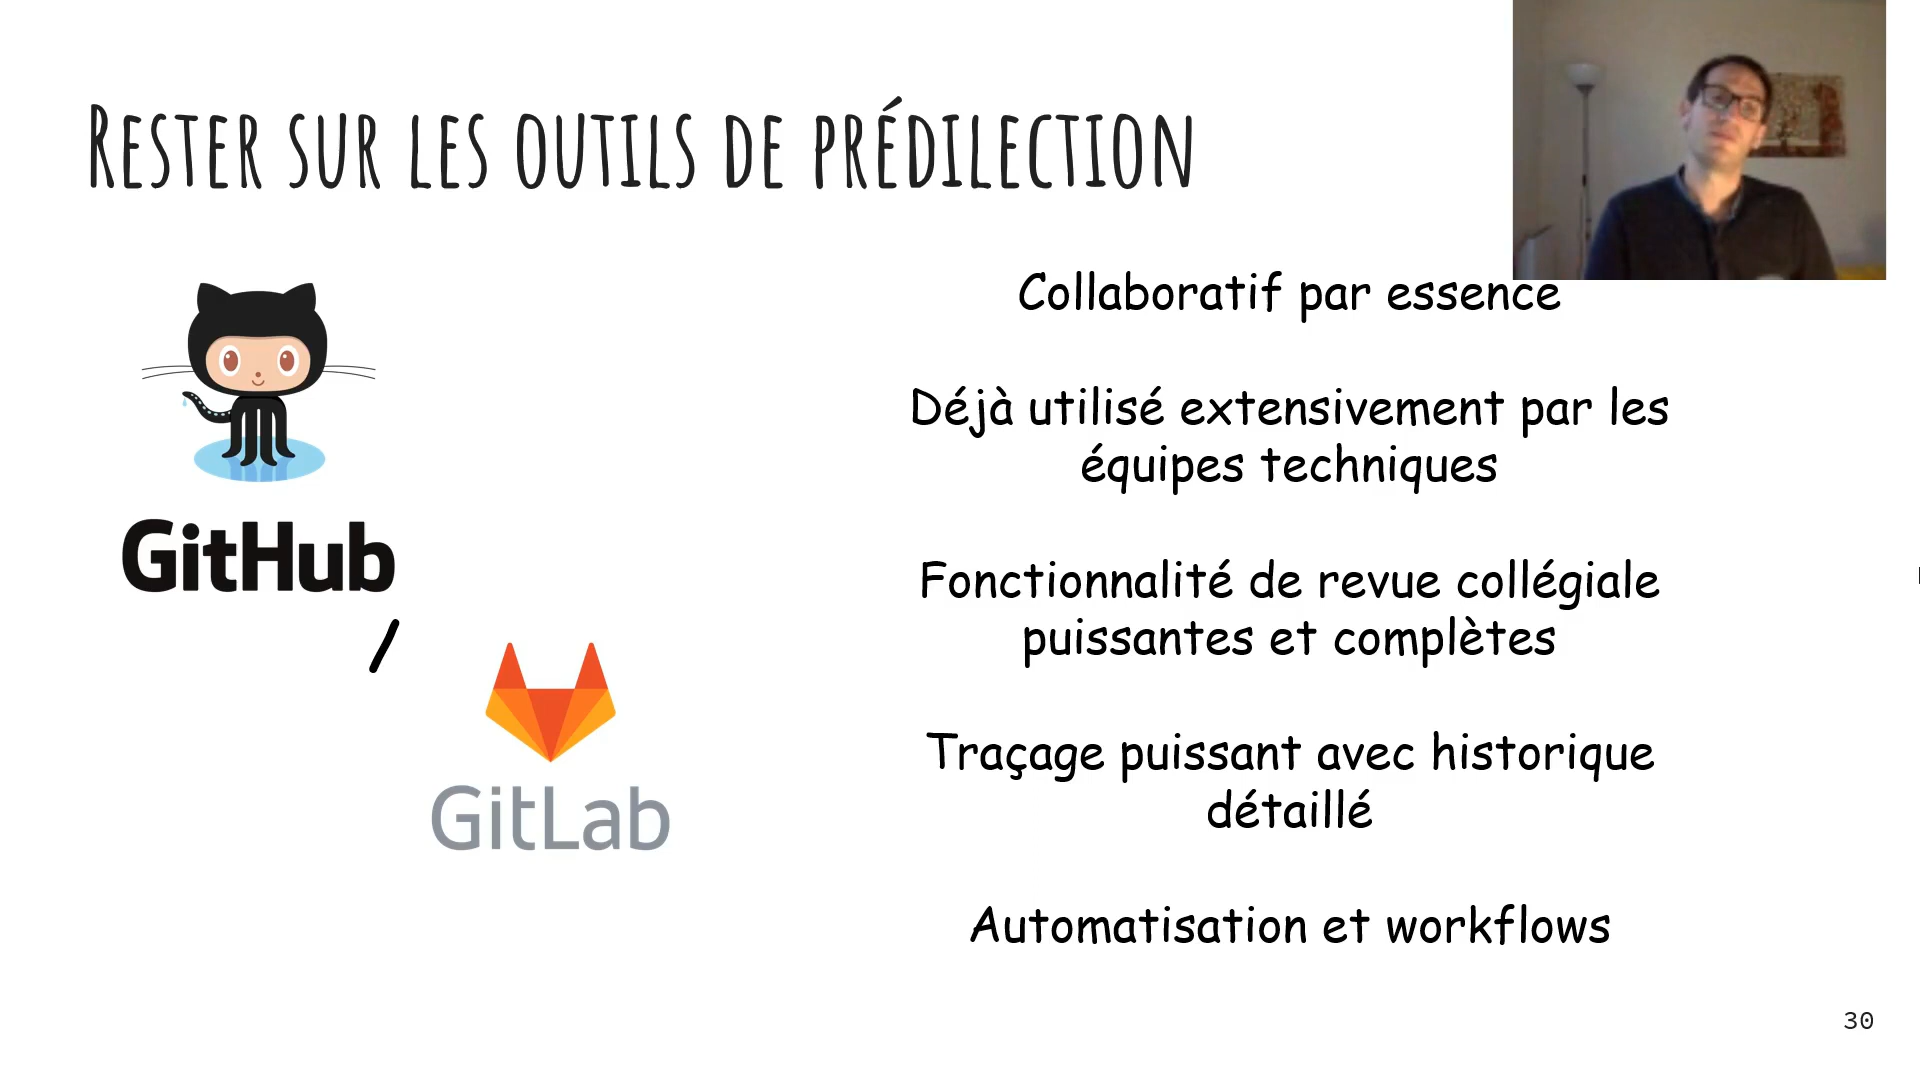 Rester sur les outils de prédilection
Collaboratif par essence
Déjà utilisé extensivement par les
équipes techniques
GitHub
/
GitLab
Fonctionnalité de revue collégiale
puissantes et complètes
Traçage puissant avec historique
détaillé
Automatisation et workflows
30